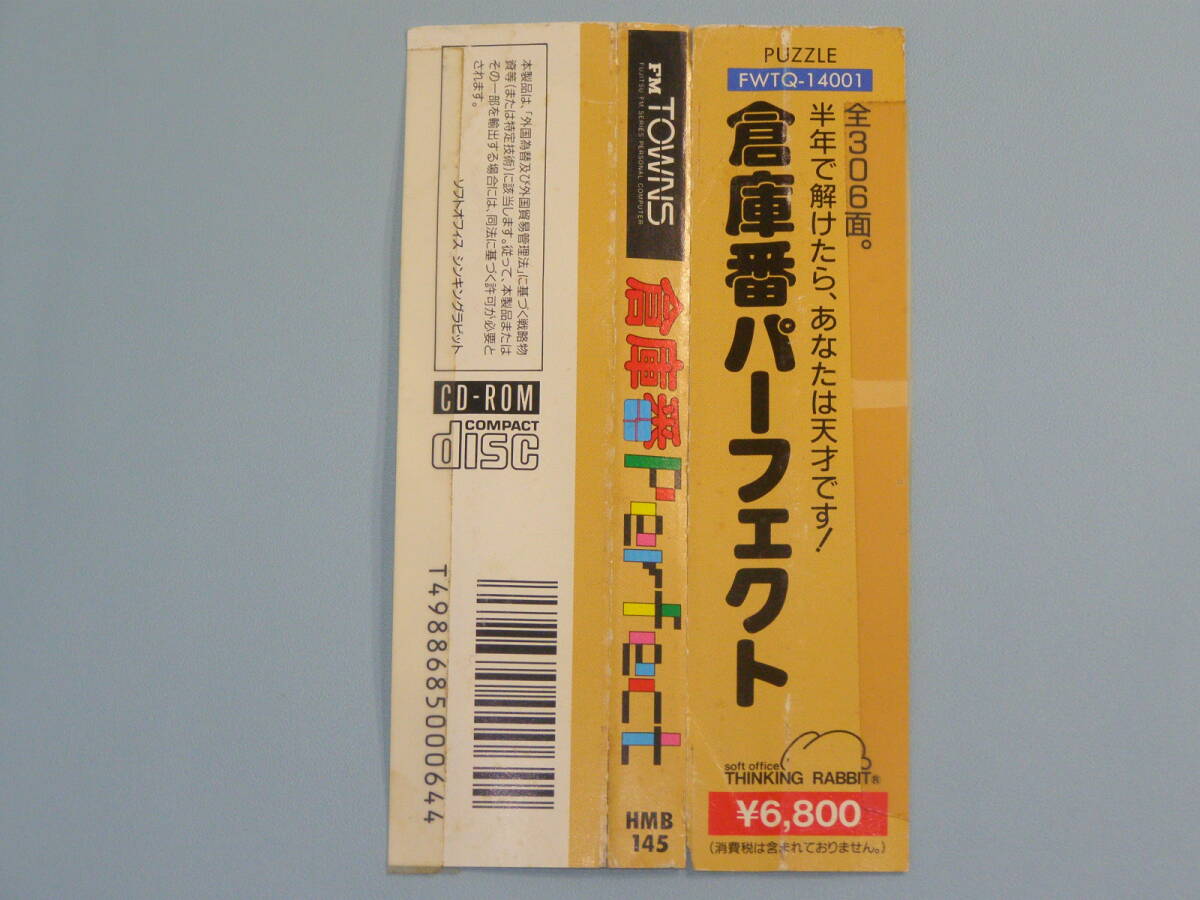 PUZZLE
FWTQ-14001
全306面。
半年で解けたら、あなたは天才です!
倉庫番パーフェクト
soft office
THINKING RABBIT®
¥6,800
(消費税は含まれておりません。)
FM TOWNS
FUJITSU FM SERIES PERSONAL COMPUTER
倉庫番Perfect
HMB
145
本製品は、「外国為替及び外国貿易管理法」に基づく戦略物
資等(または特定技術)に該当します。従って、本製品または
その一部を輸出する場合には、同法に基づく許可が必要と
されます。
ソフトオフィス シンキングラビット
CD-ROM
COMPACT
disc
T4988685000644